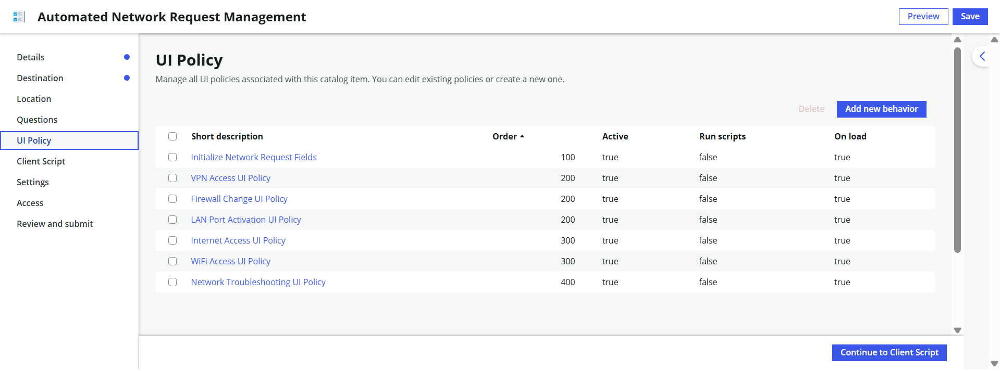 Automated Network Request Management
Preview
Save
Details
Destination
Location
Questions
UI Policy
Client Script
Settings
Access
Review and submit
UI Policy
Manage all UI policies associated with this catalog item. You can edit existing policies or create a new one.
Delete
Add new behavior
Short description Order Active Run scripts On load
Initialize Network Request Fields 100 true false true
VPN Access UI Policy 200 true false true
Firewall Change UI Policy 200 true false true
LAN Port Activation UI Policy 200 true false true
Internet Access UI Policy 300 true false true
WiFi Access UI Policy 300 true false true
Network Troubleshooting UI Policy 400 true false true
Continue to Client Script